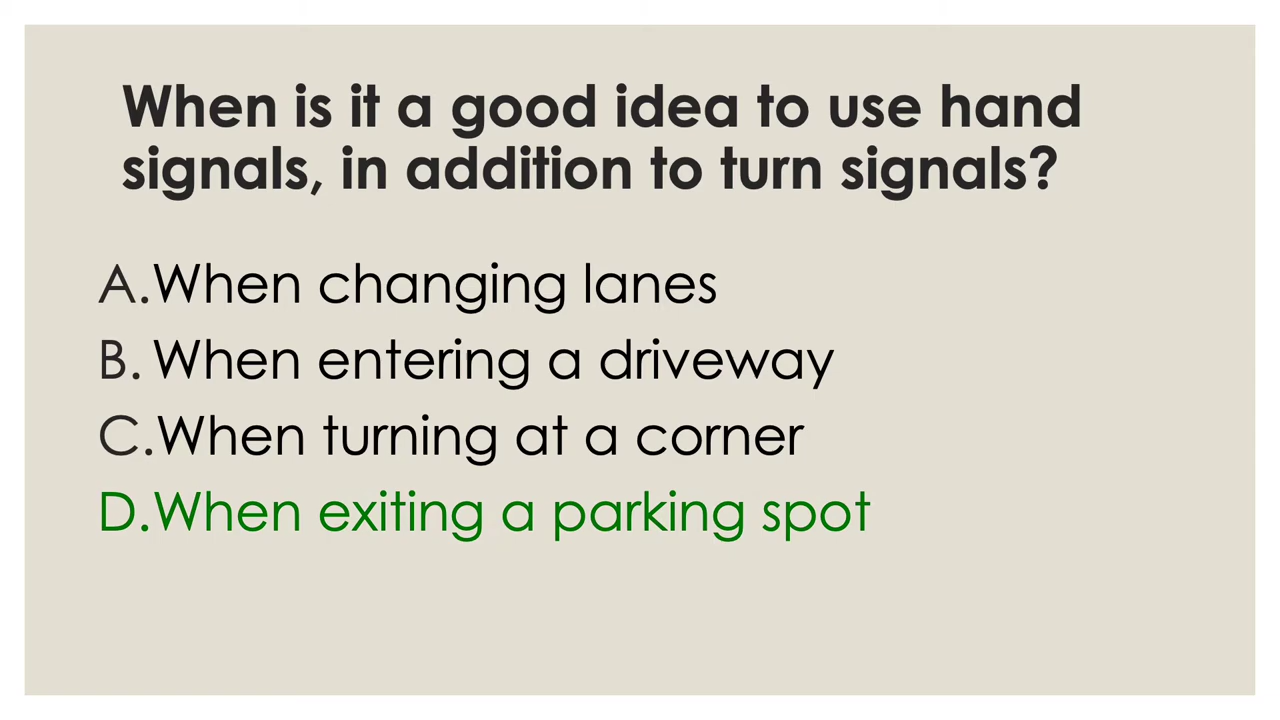 When is it a good idea to use hand
signals, in addition to turn signals?
A.When changing lanes
B. When entering a driveway
C.When turning at a corner
D.When exiting a parking spot